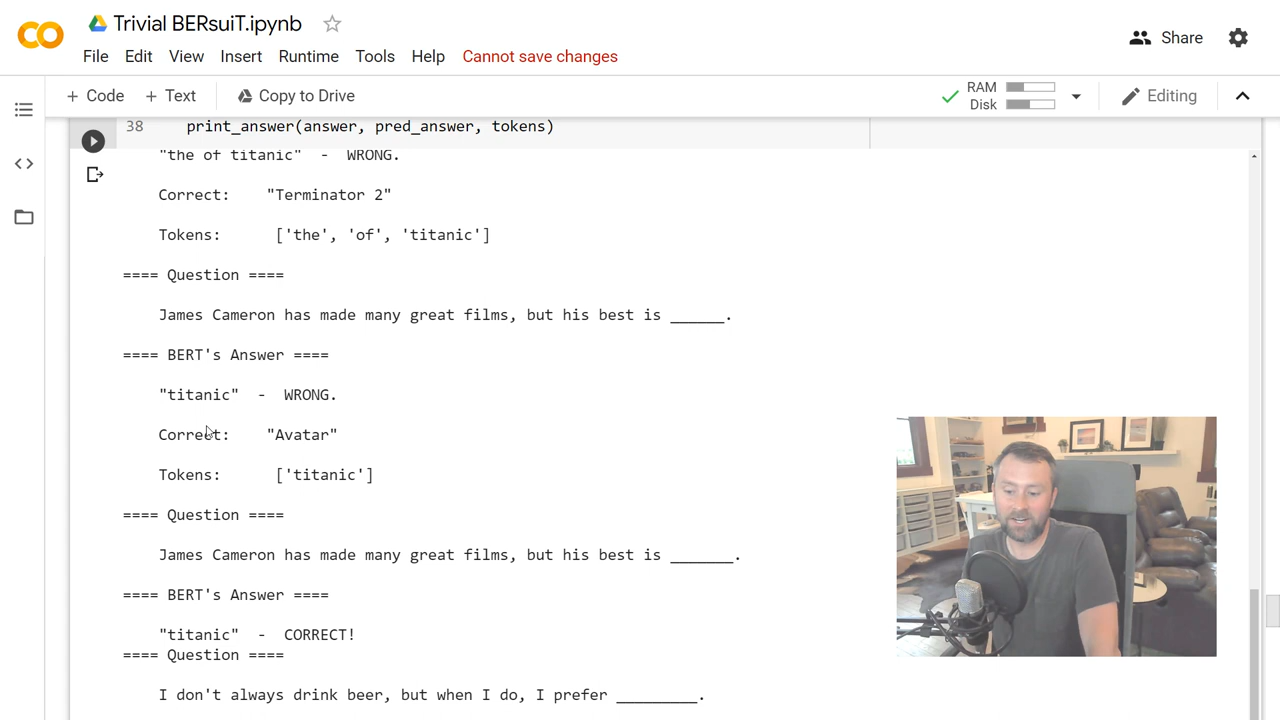 Trivial BERsuiT.ipynb
File Edit View Insert Runtime Tools Help Cannot save changes
Share
+ Code + Text Copy to Drive
RAM
Disk
Editing
38 print_answer(answer, pred_answer, tokens)
"the of titanic" - WRONG.
Correct: "Terminator 2"
Tokens: ['the', 'of', 'titanic']
==== Question ====
James Cameron has made many great films, but his best is ______.
==== BERT's Answer ====
"titanic" - WRONG.
Correct: "Avatar"
Tokens: ['titanic']
==== Question ====
James Cameron has made many great films, but his best is _______.
==== BERT's Answer ====
"titanic" - CORRECT!
==== Question ====
I don't always drink beer, but when I do, I prefer _________.